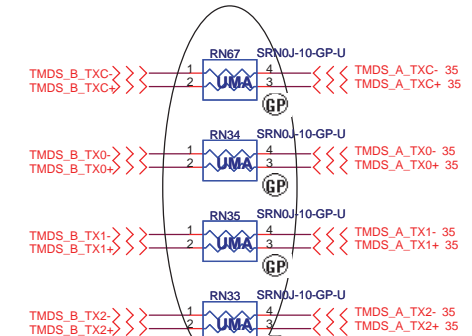 RN67 SRN0J-10-GP-U
TMDS_B_TXC- 1 4 TMDS_A_TXC- 35
TMDS_B_TXC+ 2 UMA 3 TMDS_A_TXC+ 35
GP
RN34 SRN0J-10-GP-U
TMDS_B_TX0- 1 4 TMDS_A_TX0- 35
TMDS_B_TX0+ 2 UMA 3 TMDS_A_TX0+ 35
GP
RN35 SRN0J-10-GP-U
TMDS_B_TX1- 1 4 TMDS_A_TX1- 35
TMDS_B_TX1+ 2 UMA 3 TMDS_A_TX1+ 35
GP
RN33 SRN0J-10-GP-U
TMDS_B_TX2- 1 4 TMDS_A_TX2- 35
TMDS_B_TX2+ 2 UMA 3 TMDS_A_TX2+ 35